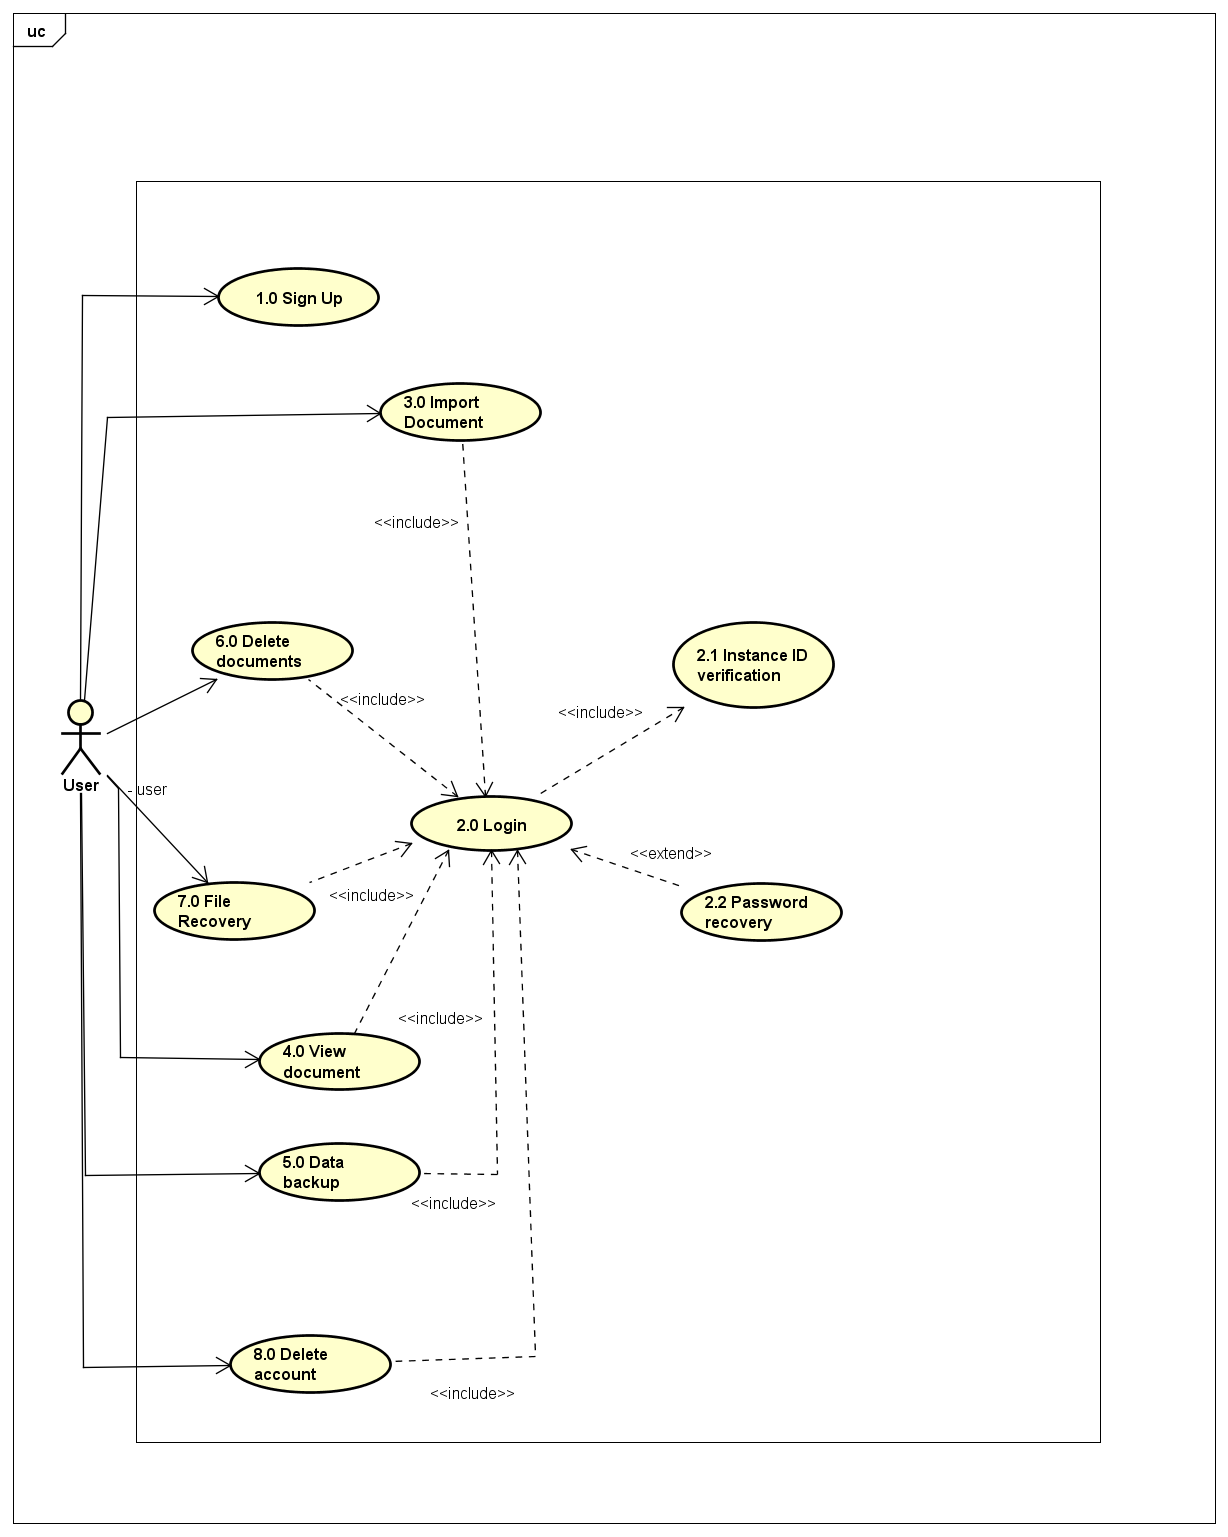 uc
1.0 Sign Up
3.0 Import
Document
<<include>>
6.0 Delete
documents
<<include>>
2.1 Instance ID
verification
<<include>>
User
- user
2.0 Login
<<extend>>
7.0 File
Recovery
<<include>>
2.2 Password
recovery
<<include>>
4.0 View
document
5.0 Data
backup
<<include>>
8.0 Delete
account
<<include>>